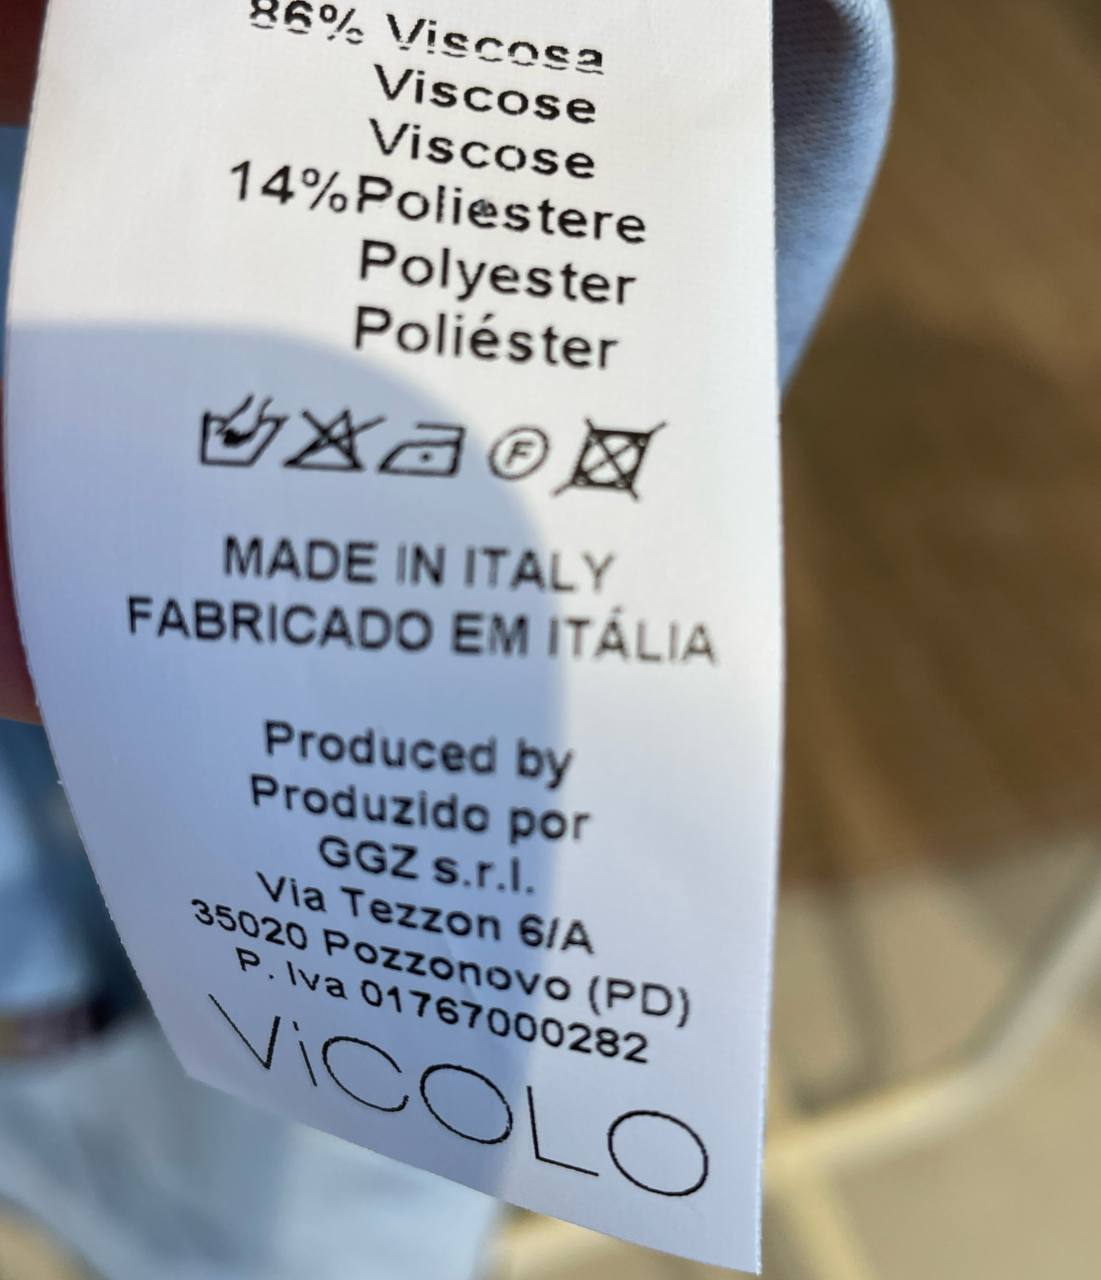 86% Viscosa
Viscose
Viscose
14%Poliestere
Polyester
Poliéster
F
MADE IN ITALY
FABRICADO EM ITÁLIA
Produced by
Produzido por
GGZ s.r.l.
Via Tezzon 6/A
35020 Pozzonovo (PD)
P. Iva 01767000282
ViCOLO